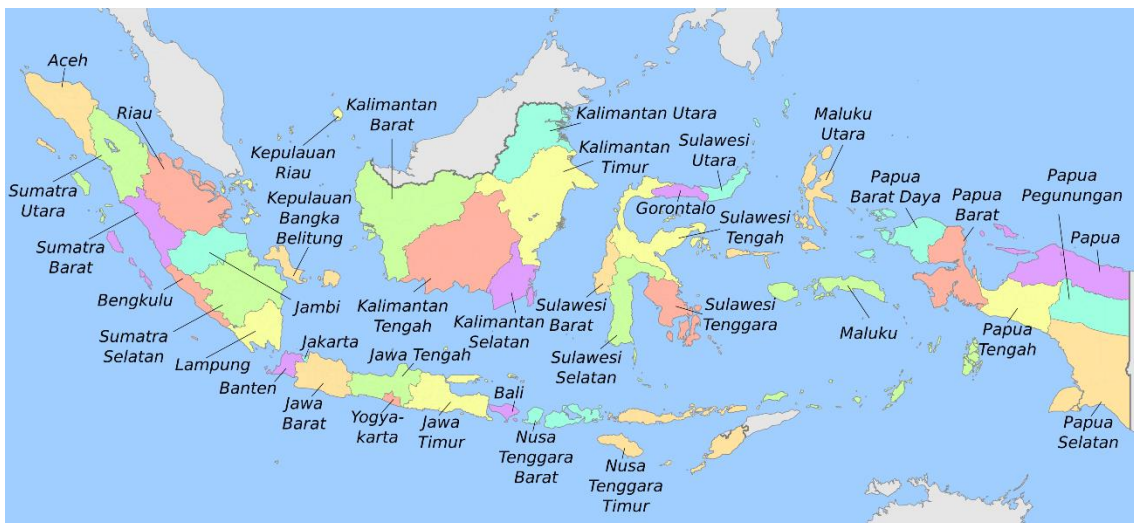 Aceh
Riau
Sumatra
Utara
Sumatra
Barat
Bengkulu
Sumatra
Selatan
Lampung
Jambi
Kepulauan
Riau
Kepulauan
Bangka
Belitung
Banten
Jakarta
Jawa
Barat
Jawa Tengah
Yogya-
karta
Jawa
Timur
Bali
Nusa
Tenggara
Barat
Nusa
Tenggara
Timur
Kalimantan
Barat
Kalimantan
Tengah
Kalimantan
Selatan
Kalimantan Utara
Kalimantan
Timur
Sulawesi
Utara
Gorontalo
Sulawesi
Tengah
Sulawesi
Barat
Sulawesi
Selatan
Sulawesi
Tenggara
Maluku
Utara
Maluku
Papua
Barat Daya
Papua
Barat
Papua
Pegunungan
Papua
Papua
Tengah
Papua
Selatan